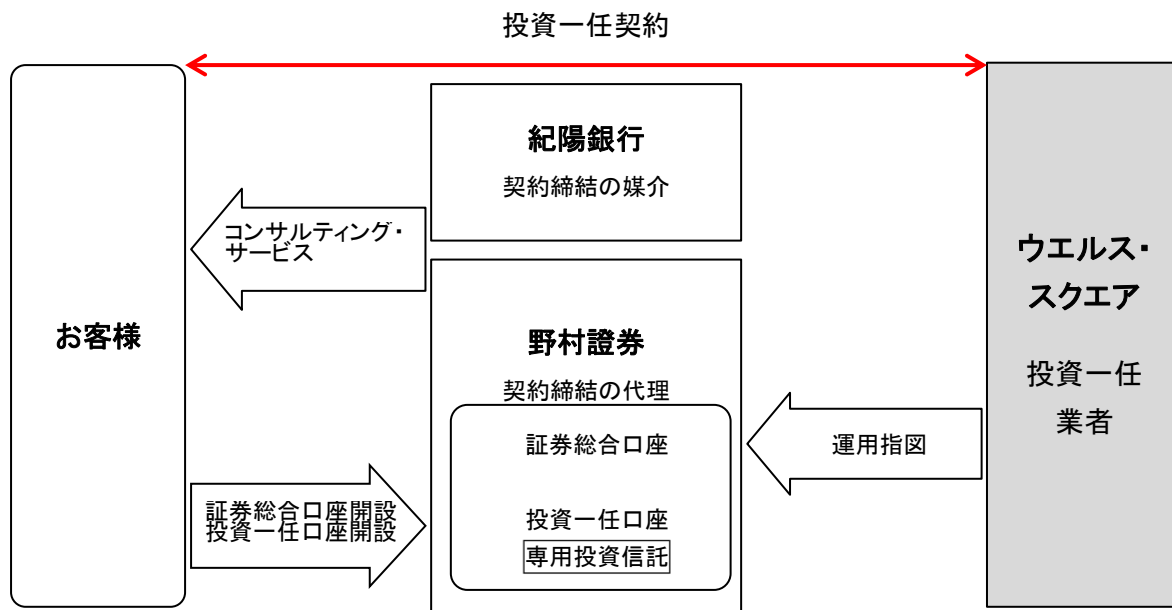 投資一任契約
紀陽銀行
契約締結の媒介
コンサルティング・
サービス
お客様
野村證券
契約締結の代理
証券総合口座
投資一任口座
専用投資信託
証券総合口座開設
投資一任口座開設
運用指図
ウエルス・
スクエア
投資一任
業者